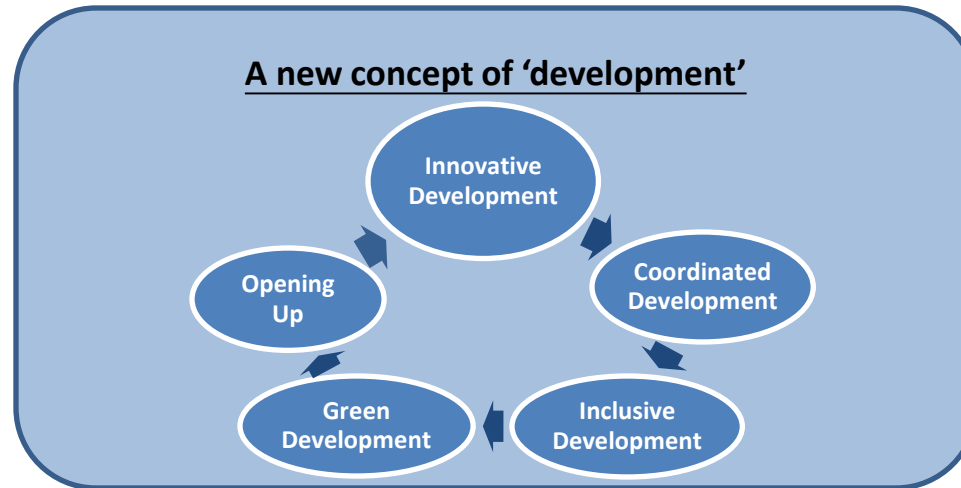 A new concept of ‘development’
Innovative
Development
Coordinated
Development
Inclusive
Development
Green
Development
Opening
Up